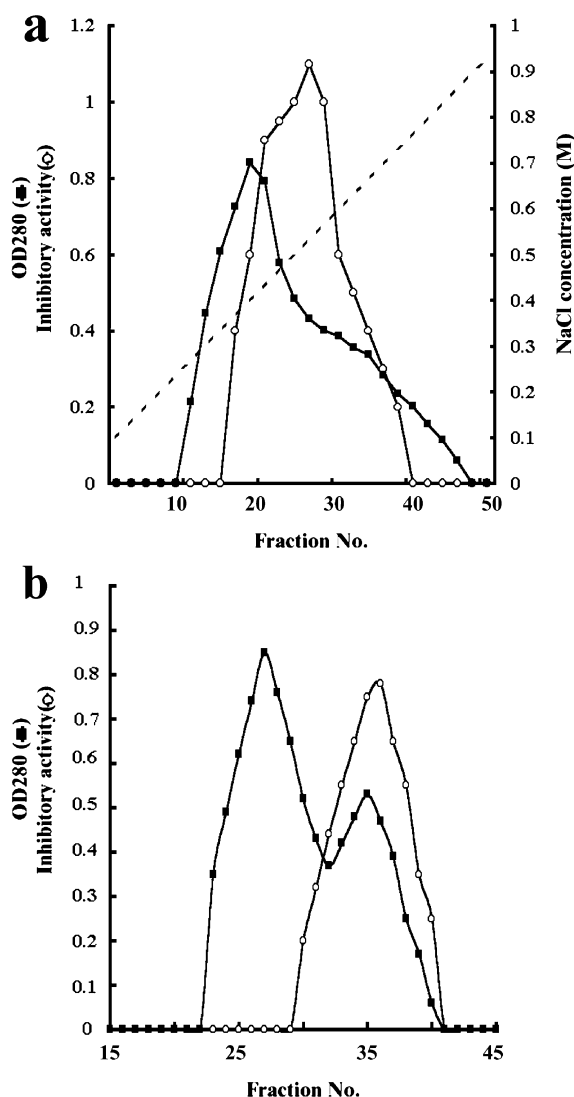 a
1.2
1
0.8
0.6
0.4
0.2
0
OD280 (■)
Inhibitory activity(○)
1
0.9
0.8
0.7
0.6
0.5
0.4
0.3
0.2
0.1
0
NaCl concentration (M)
10 20 30 40 50
Fraction No.
b
1
0.9
0.8
0.7
0.6
0.5
0.4
0.3
0.2
0.1
0
OD280 (■)
Inhibitory activity(○)
15 25 35 45
Fraction No.